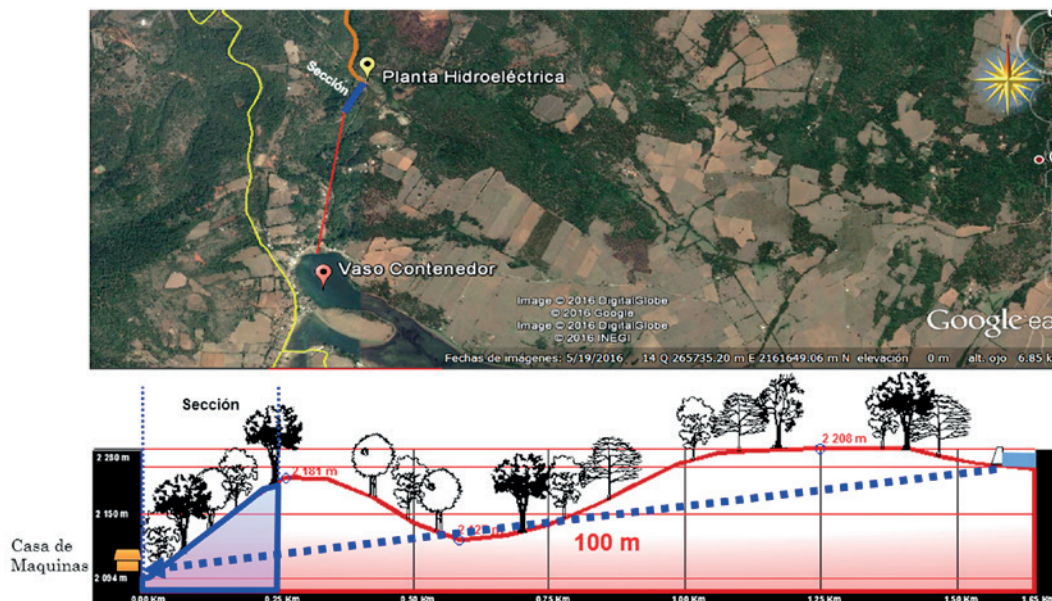 Sección
Planta Hidroeléctrica
Vaso Contenedor
Image © 2016 DigitalGlobe
© 2016 Google
Image © 2016 DigitalGlobe
© 2016 INEGI
Google ea
Fechas de imágenes: 5/19/2016 14 Q 265735.20 m E 2161649.06 m N elevación 0 m alt. ojo 6.85 k
Sección
2 208 m
2 280 m
2 181 m
2 150 m
100 m
Casa de
Maquinas
2 094 m
0.00 Km 0.25 Km 0.50 Km 0.75 Km 1.00 Km 1.25 Km 1.50 Km 1.65 K